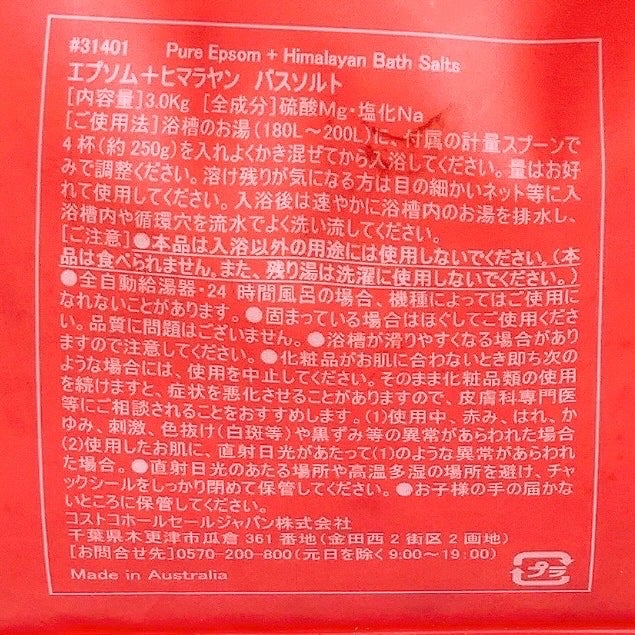 #31401 Pure Epsom + Himalayan Bath Salts
エプソム+ヒマラヤン バスソルト
[内容量]3.0Kg [全成分]硫酸Mg・塩化Na
[ご使用法]浴槽のお湯(180L~200L)に、付属の計量スプーンで
4杯(約250g)を入れよくかき混ぜてから入浴してください。量はお好
みで調整ください。溶け残りが気になる方は目の細かいネット等に入
れて使用してください。入浴後は速やかに浴槽内のお湯を排水し、
浴槽内や循環穴を流水でよく洗い流してください。
[ご注意]●本品は入浴以外の用途には使用しないでください。(本
品は食べられません。また、残り湯は洗濯に使用しないでください。)
●全自動給湯器・24 時間風呂の場合、機種によってはご使用に
なれないことがあります。●固まっている場合はほぐしてご使用くださ
い。品質に問題はございません。●浴槽が滑りやすくなる場合があり
ますので注意してください。●化粧品がお肌に合わないとき即ち次の
ような場合には、使用を中止してください。そのまま化粧品類の使用
を続けますと、症状を悪化させることがありますので、皮膚科専門医
等にご相談されることをおすすめします。(1)使用中、赤み、はれ、か
ゆみ、刺激、色抜け(白斑等)や黒ずみ等の異常があらわれた場合
(2)使用したお肌に、直射日光があたって(1)のような異常があらわれ
た場合。●直射日光のあたる場所や高温多湿の場所を避け、チャ
ックシールをしっかり閉めて保管してください。●お子様の手の届かな
いところに保管してください。
コストコホールセールジャパン株式会社
千葉県木更津市瓜倉 361 番地(金田西 2 街区 2 画地)
[お問合せ先]0570-200-800(元日を除く9:00~19:00)
Made in Australia
プラ